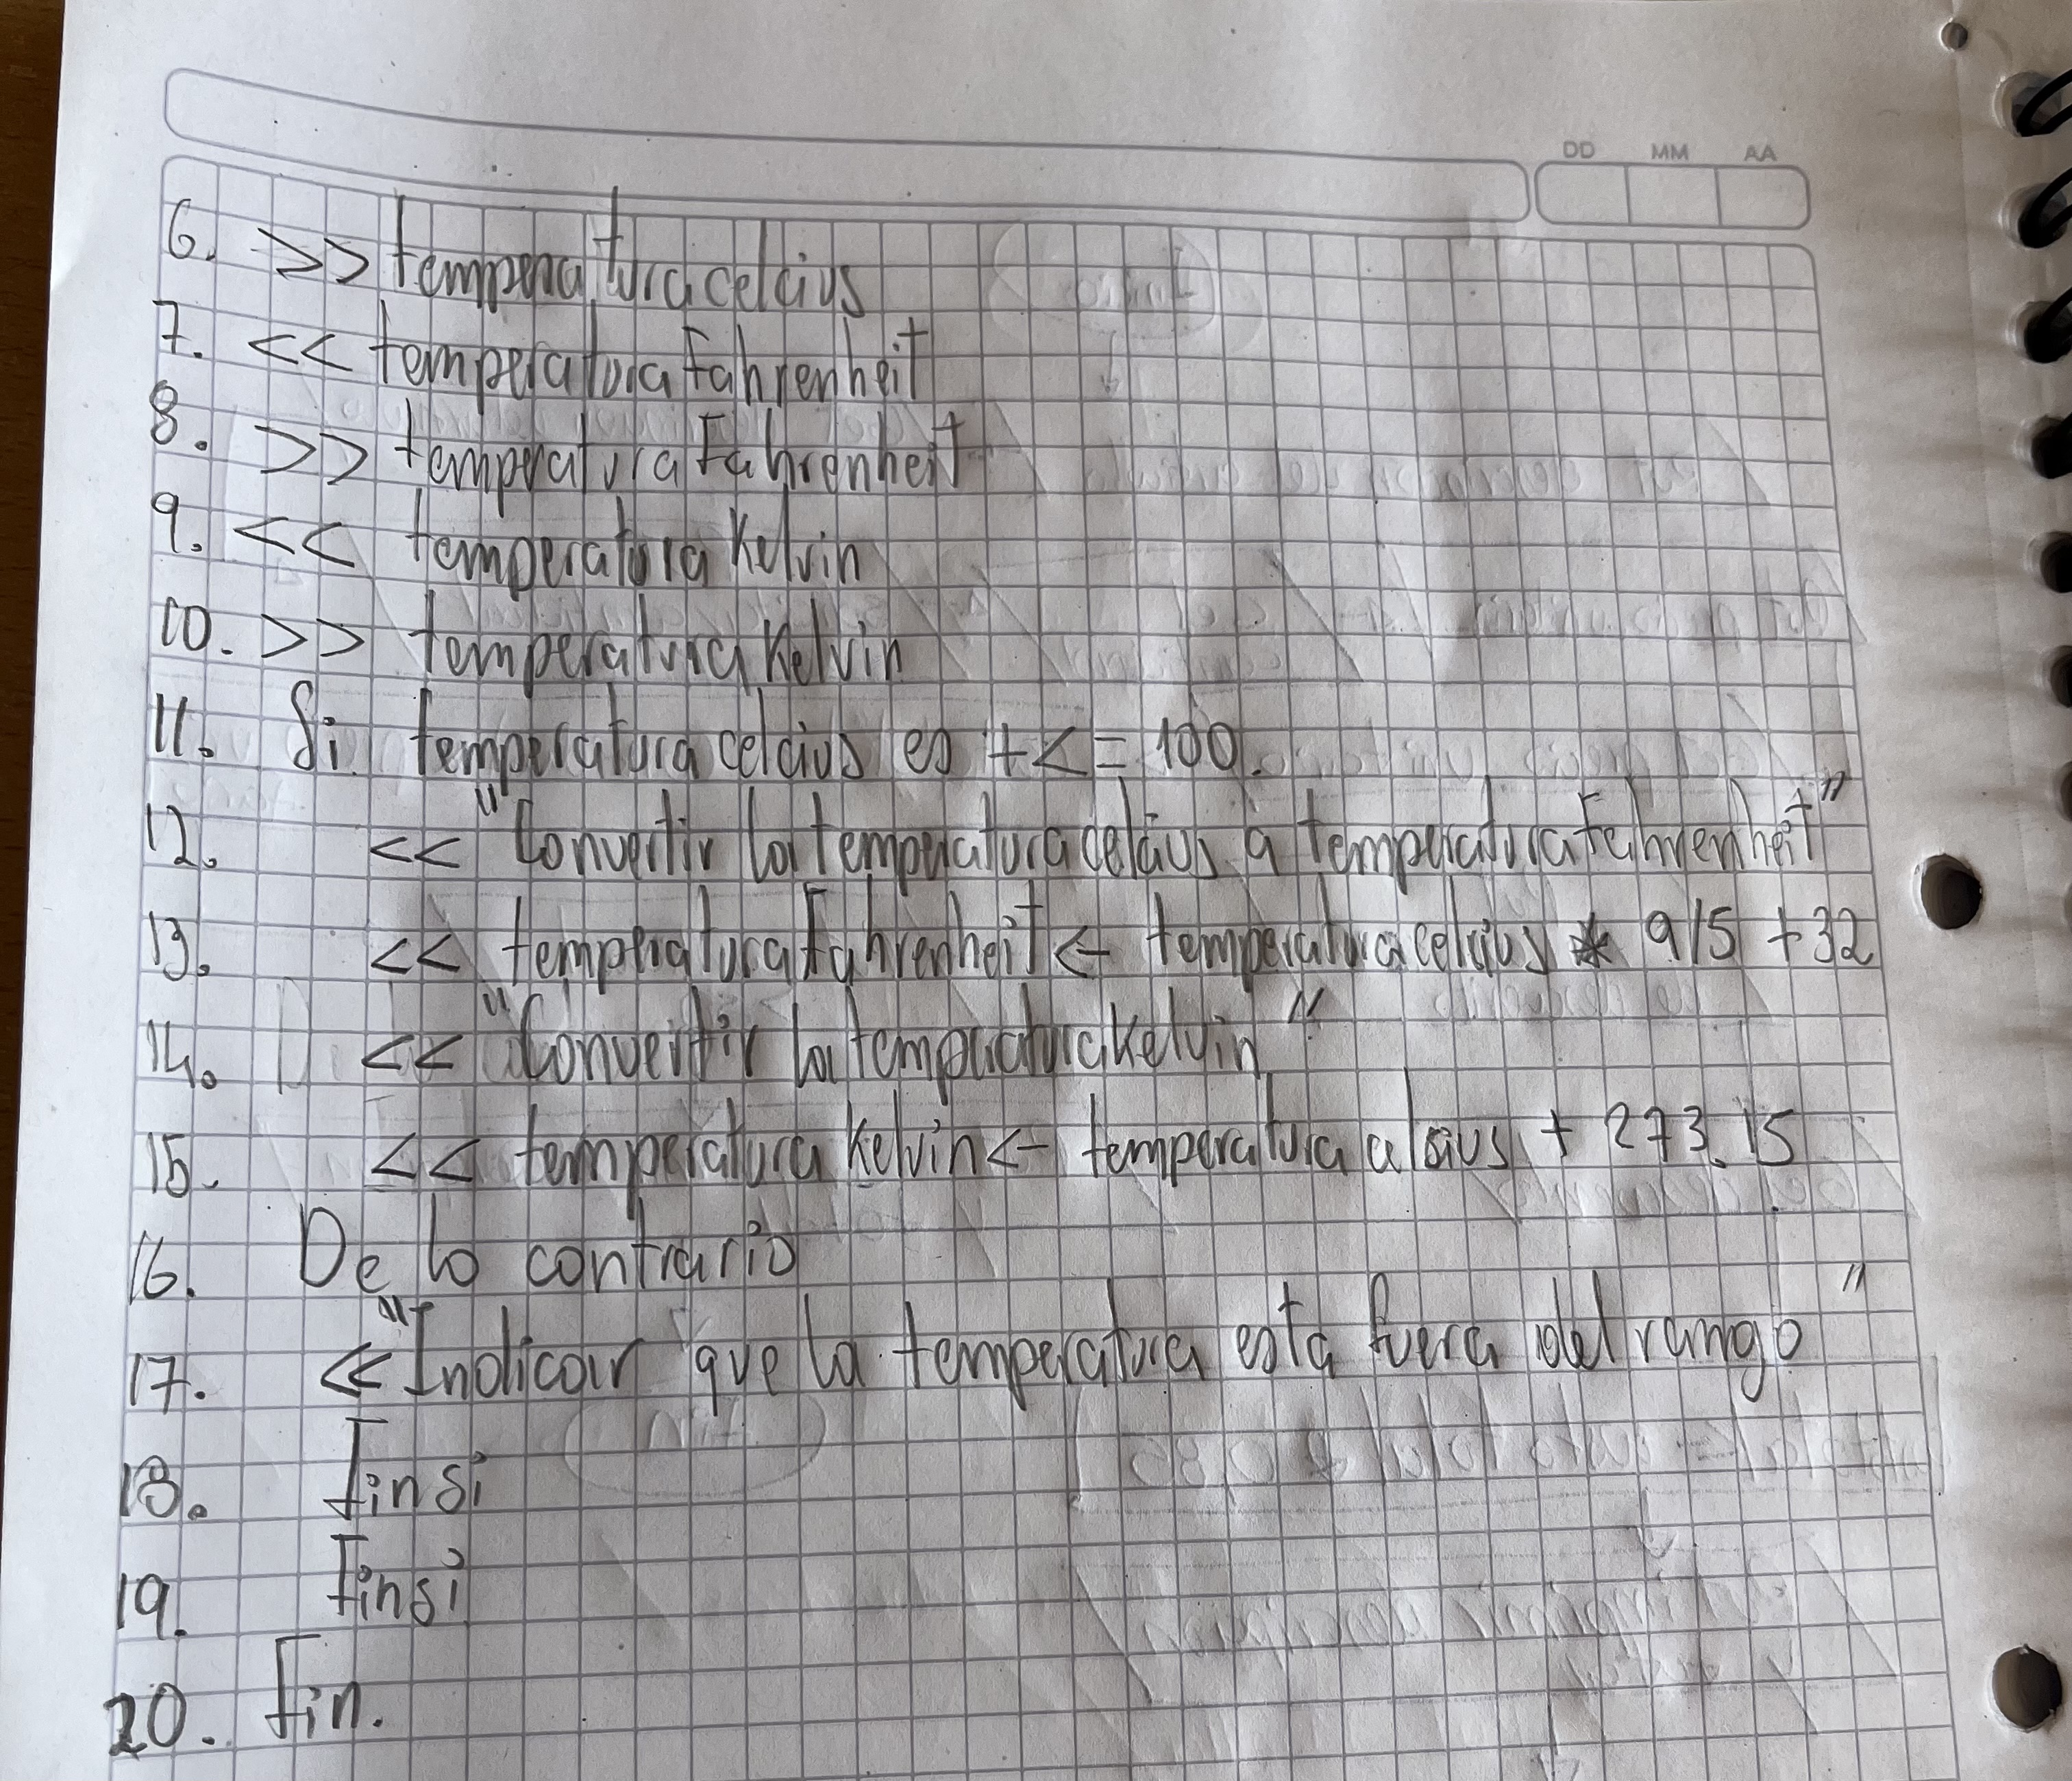 DD MM AA
6. >> temperatura celcius
7. << temperatura Fahrenheit
8. >> temperatura Fahrenheit
9. << temperatura Kelvin
10. >> temperatura Kelvin
11. Si temperatura celcius es +<= 100.
12. << "Convertir la temperatura celcius a temperatura Fahrenheit"
13. << temperatura Fahrenheit <- temperatura celcius * 9/5 + 32
14. << "Convertir la temperatura Kelvin"
15. << temperatura Kelvin <- temperatura celsius + 273.15
16. De lo contrario
17. << "Indicar que la temperatura está fuera del rango"
18. Finsi
19. Finsi
20. Fin.